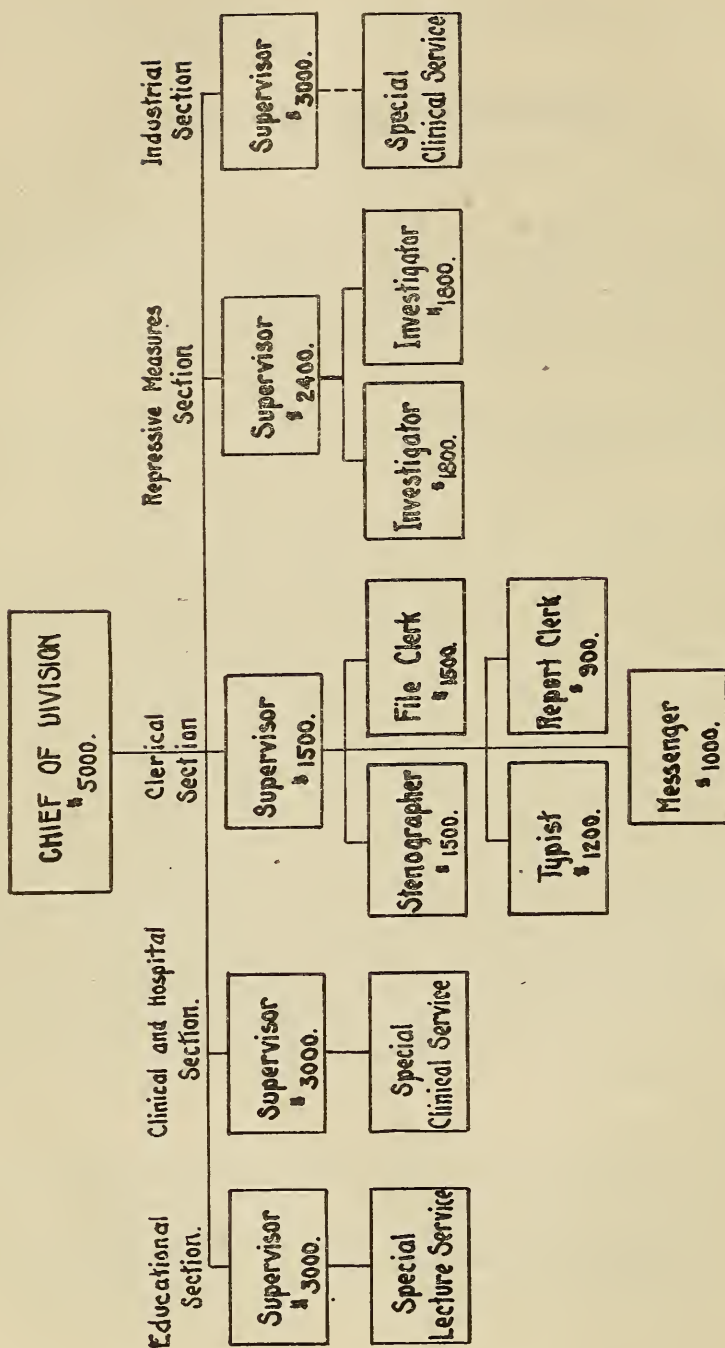 CHIEF OF DIVISION
$ 5000.
Educational
Section.
Clinical and Hospital
Section.
Clerical
Section
Repressive Measures
Section
Industrial
Section
Supervisor
$ 3000.
Supervisor
$ 3000.
Supervisor
$ 1500.
Supervisor
$ 2400.
Supervisor
$ 3000.
Special
Lecture Service
Special
Clinical Service
Stenographer
$ 1500.
File Clerk
$ 1500.
Investigator
$ 1800.
Investigator
$ 1800.
Special
Clinical Service
Typist
$ 1200.
Report Clerk
$ 900.
Messenger
$ 1000.